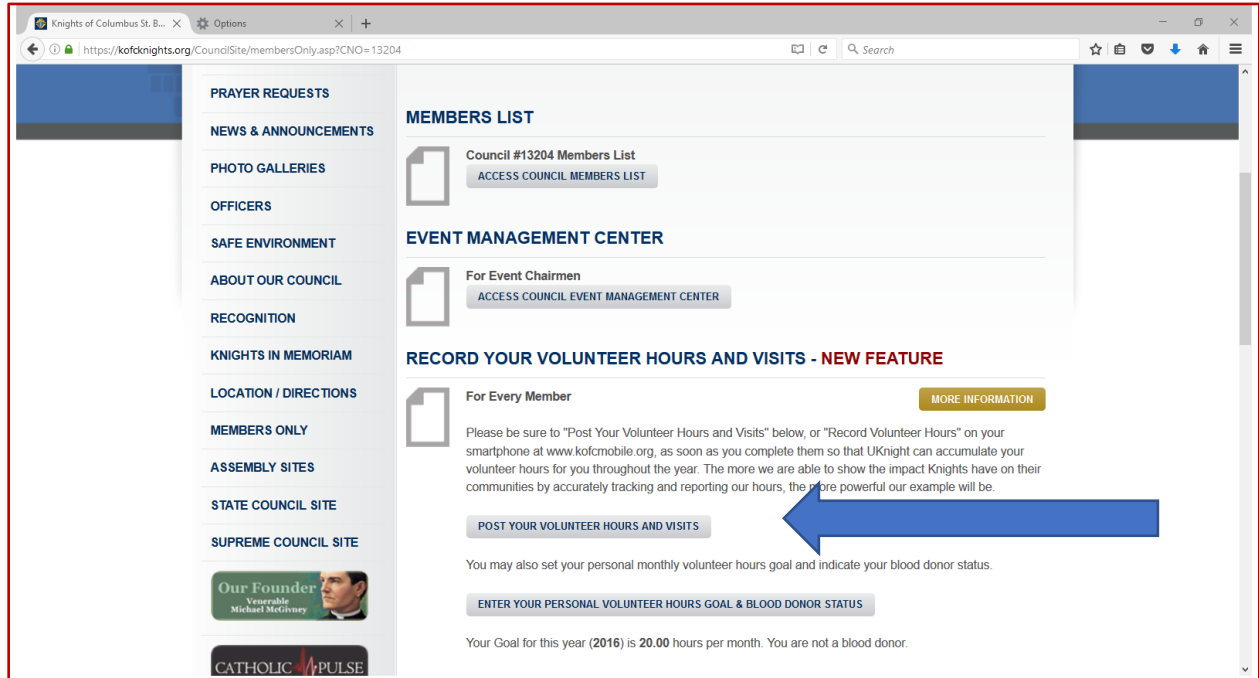 Knights of Columbus St. B...
Options
https://kofcknights.org/CouncilSite/membersOnly.asp?CNO=13204
Search
PRAYER REQUESTS
NEWS & ANNOUNCEMENTS
PHOTO GALLERIES
OFFICERS
SAFE ENVIRONMENT
ABOUT OUR COUNCIL
RECOGNITION
KNIGHTS IN MEMORIAM
LOCATION / DIRECTIONS
MEMBERS ONLY
ASSEMBLY SITES
STATE COUNCIL SITE
SUPREME COUNCIL SITE
Our Founder
Venerable
Michael McGivney
CATHOLIC PULSE
MEMBERS LIST
Council #13204 Members List
ACCESS COUNCIL MEMBERS LIST
EVENT MANAGEMENT CENTER
For Event Chairmen
ACCESS COUNCIL EVENT MANAGEMENT CENTER
RECORD YOUR VOLUNTEER HOURS AND VISITS - NEW FEATURE
For Every Member
MORE INFORMATION
Please be sure to "Post Your Volunteer Hours and Visits" below, or "Record Volunteer Hours" on your
smartphone at www.kofcmobile.org, as soon as you complete them so that UKnight can accumulate your
volunteer hours for you throughout the year. The more we are able to show the impact Knights have on their
communities by accurately tracking and reporting our hours, the more powerful our example will be.
POST YOUR VOLUNTEER HOURS AND VISITS
You may also set your personal monthly volunteer hours goal and indicate your blood donor status.
ENTER YOUR PERSONAL VOLUNTEER HOURS GOAL & BLOOD DONOR STATUS
Your Goal for this year (2016) is 20.00 hours per month. You are not a blood donor.